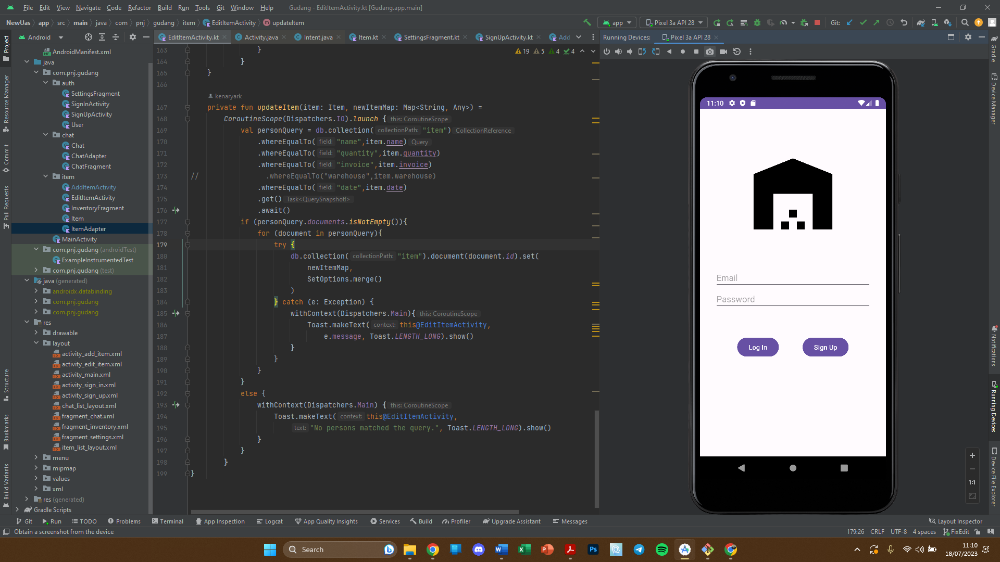 File Edit View Navigate Code Refactor Build Run Tools Git Window Help Gudang - EditItemActivity.kt [Gudang.app.main]
NewUas app src main java com pnj gudang item EditItemActivity updateItem app Pixel 3a API 28 Git:
Project Android EditItemActivity.kt Activity.java Intent.java Item.kt SettingsFragment.kt SignUpActivity.kt Add Running Devices: Pixel 3a API 28 Gradle
AndroidManifest.xml
java
com.pnj.gudang
auth
SettingsFragment
SignInActivity
SignUpActivity
User
chat
Chat
ChatAdapter
ChatFragment
item
AddItemActivity
EditItemActivity
InventoryFragment
Item
ItemAdapter
MainActivity
com.pnj.gudang (androidTest)
ExampleInstrumentedTest
com.pnj.gudang (test)
java (generated)
androidx.databinding
com.pnj.gudang
com.pnj.gudang
res
drawable
layout
activity_add_item.xml
activity_edit_item.xml
activity_main.xml
activity_sign_in.xml
activity_sign_up.xml
chat_list_layout.xml
fragment_chat.xml
fragment_inventory.xml
fragment_settings.xml
item_list_layout.xml
menu
mipmap
values
xml
res (generated)
Gradle Scripts
Resource Manager
Commit
Pull Requests
Structure
Bookmarks
Build Variants
19 5 4 4
163 }
164 }
165 }
166
kenaryark
167 private fun updateItem(item: Item, newItemMap: Map<String, Any>) =
168 CoroutineScope(Dispatchers.IO).launch { this: CoroutineScope
169 val personQuery = db.collection( collectionPath: "item") CollectionReference
170 .whereEqualTo( field: "name",item.name) Query
171 .whereEqualTo( field: "quantity",item.quantity)
172 .whereEqualTo( field: "invoice",item.invoice)
173 // .whereEqualTo("warehouse",item.warehouse)
174 .whereEqualTo( field: "date",item.date)
175 .get() Task<QuerySnapshot!>
176 .await()
177 if (personQuery.documents.isNotEmpty()){
178 for (document in personQuery){
179 try {
180 db.collection( collectionPath: "item").document(document.id).set(
181 newItemMap,
182 SetOptions.merge()
183 )
184 } catch (e: Exception) {
185 withContext(Dispatchers.Main){ this: CoroutineScope
186 Toast.makeText( context: this@EditItemActivity,
187 e.message, Toast.LENGTH_LONG).show()
188 }
189 }
190 }
191 }
192 else {
193 withContext(Dispatchers.Main) { this: CoroutineScope
194 Toast.makeText( context: this@EditItemActivity,
195 text: "No persons matched the query.", Toast.LENGTH_LONG).show()
196 }
197 }
198 }
199 }
11:10
Email
Password
Log In Sign Up
1:1
Device Manager
Notifications
Running Devices
Device File Explorer
Git Run TODO Problems Terminal App Inspection Logcat App Quality Insights Services Build Profiler Upgrade Assistant Messages Layout Inspector
Obtain a screenshot from the device 179:26 CRLF UTF-8 4 spaces FixEdit
Search 11:10
18/07/2023